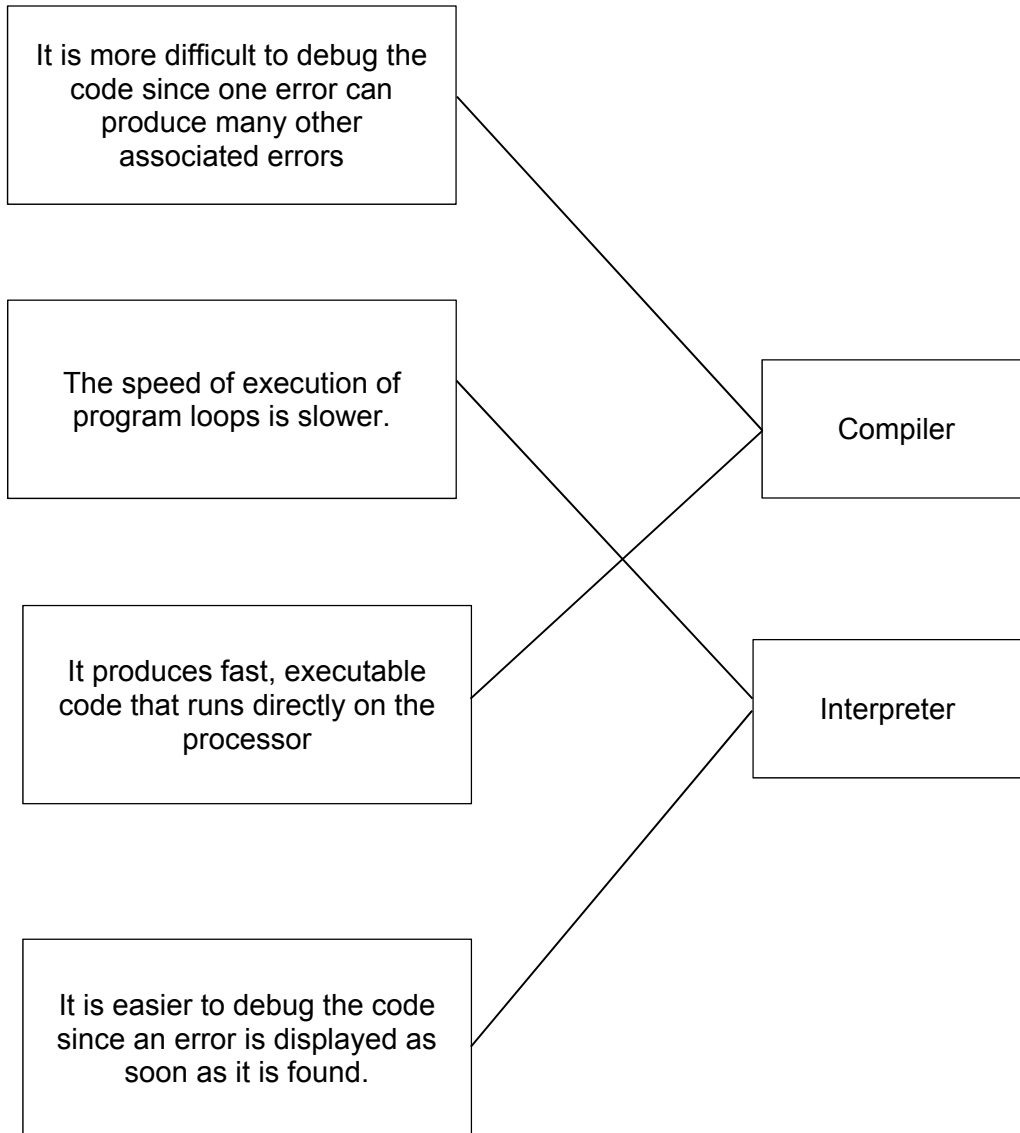 It is more difficult to debug the
code since one error can
produce many other
associated errors
The speed of execution of
program loops is slower.
Compiler
It produces fast, executable
code that runs directly on the
processor
Interpreter
It is easier to debug the code
since an error is displayed as
soon as it is found.